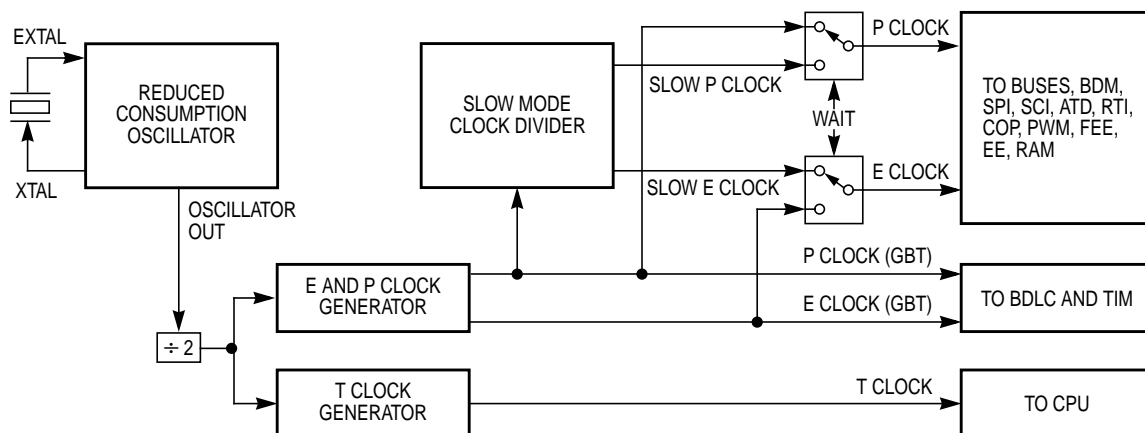 EXTAL
XTAL
REDUCED
CONSUMPTION
OSCILLATOR
OSCILLATOR
OUT
÷ 2
E AND P CLOCK
GENERATOR
T CLOCK
GENERATOR
SLOW MODE
CLOCK DIVIDER
SLOW P CLOCK
SLOW E CLOCK
WAIT
P CLOCK
E CLOCK
TO BUSES, BDM,
SPI, SCI, ATD, RTI,
COP, PWM, FEE,
EE, RAM
P CLOCK (GBT)
E CLOCK (GBT)
TO BDLC AND TIM
T CLOCK
TO CPU